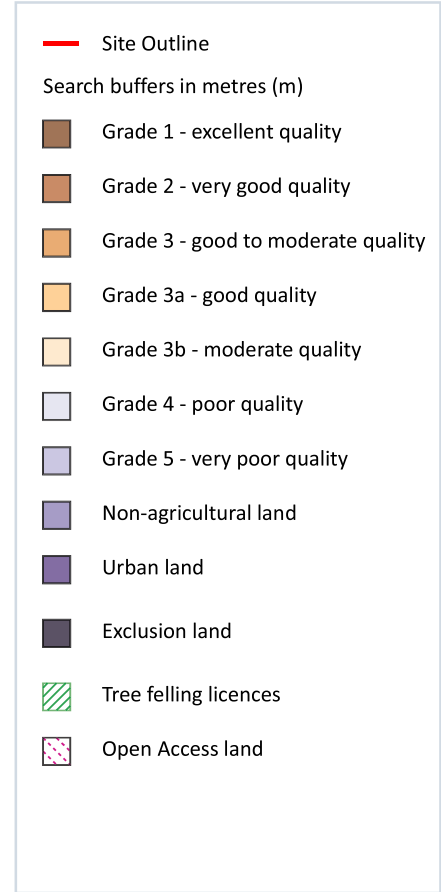 Site Outline
Search buffers in metres (m)
Grade 1 - excellent quality
Grade 2 - very good quality
Grade 3 - good to moderate quality
Grade 3a - good quality
Grade 3b - moderate quality
Grade 4 - poor quality
Grade 5 - very poor quality
Non-agricultural land
Urban land
Exclusion land
Tree felling licences
Open Access land